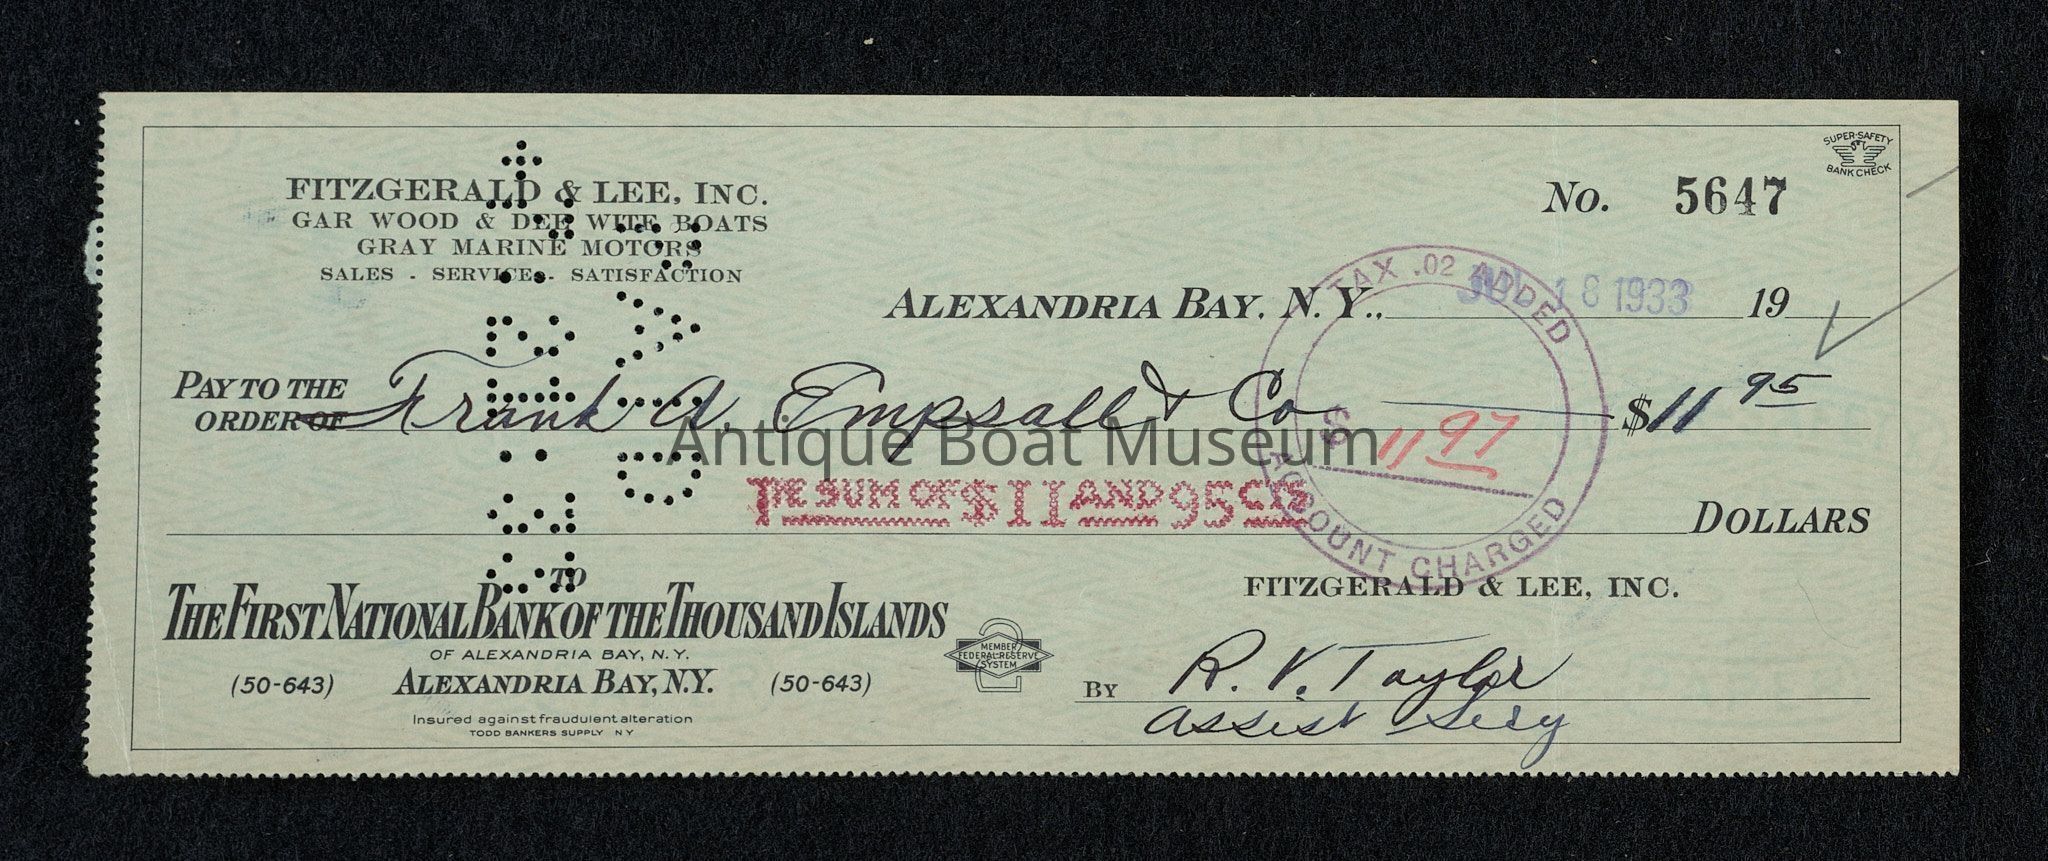 SUPER-SAFETY
BANK CHECK
FITZGERALD & LEE, INC.
GAR WOOD & DEE WITE BOATS
GRAY MARINE MOTORS
SALES - SERVICE - SATISFACTION
No. 5647
ALEXANDRIA BAY, N. Y., JUL 18 1933 19
TAX .02 ADDED
PAY TO THE
ORDER OF Frank A. Empsall & Co $11 95
$ 11 97
ACCOUNT CHARGED
Antique Boat Museum
THE SUM OF $11 AND 95 CTS
DOLLARS
TO
THE FIRST NATIONAL BANK OF THE THOUSAND ISLANDS
OF ALEXANDRIA BAY, N.Y.
(50-643) ALEXANDRIA BAY, N.Y. (50-643)
Insured against fraudulent alteration
TODD BANKERS SUPPLY N Y
MEMBER
FEDERAL RESERVE
SYSTEM
2
FITZGERALD & LEE, INC.
BY R. V. Taylor
Assist Secy